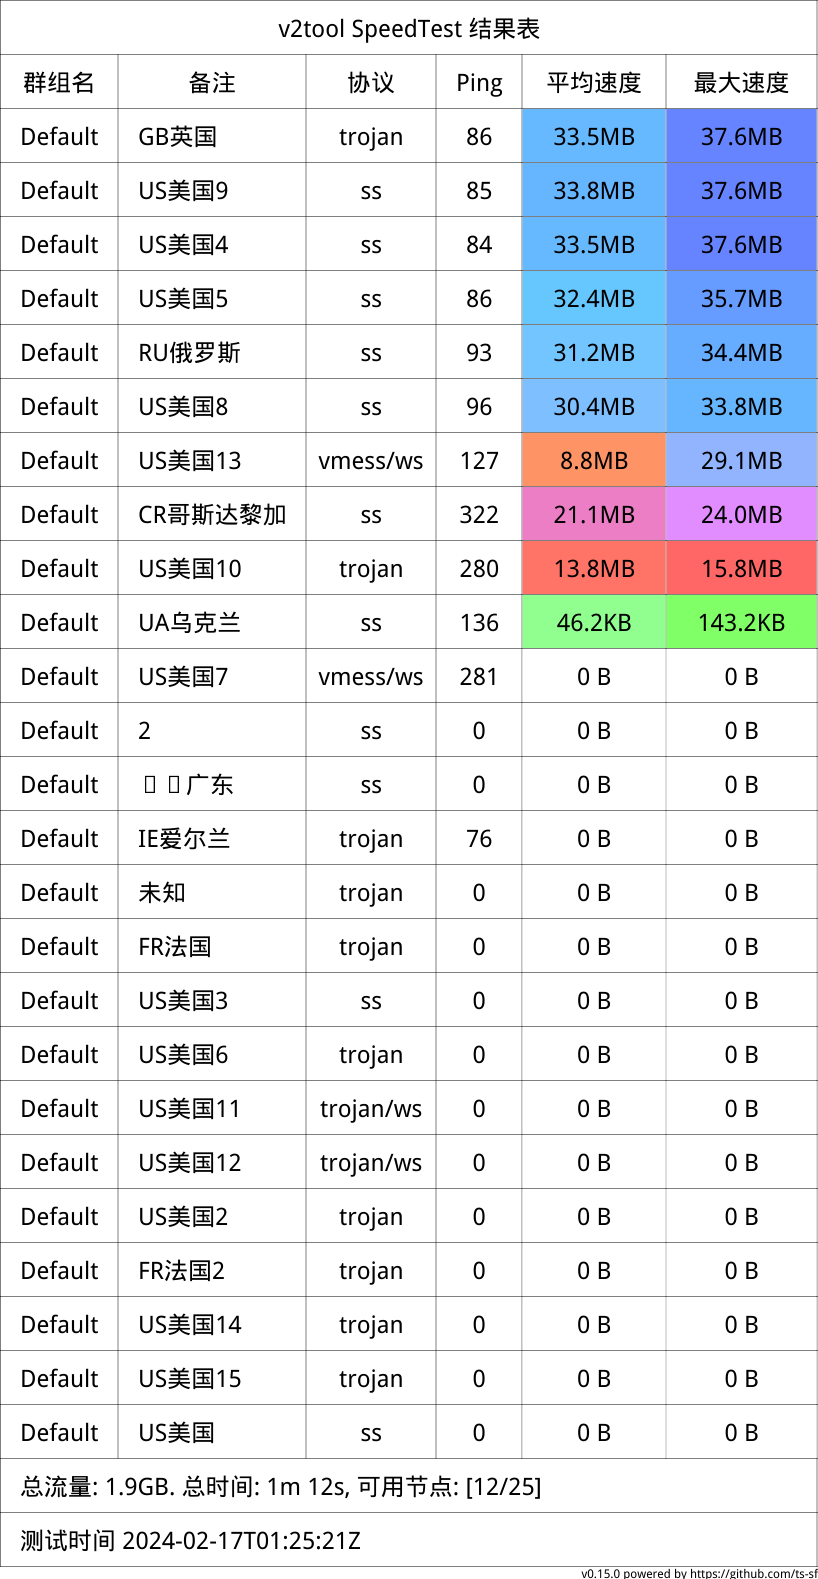 v2tool SpeedTest 结果表
群组名 备注 协议 Ping 平均速度 最大速度
Default GB英国 trojan 86 33.5MB 37.6MB
Default US美国9 ss 85 33.8MB 37.6MB
Default US美国4 ss 84 33.5MB 37.6MB
Default US美国5 ss 86 32.4MB 35.7MB
Default RU俄罗斯 ss 93 31.2MB 34.4MB
Default US美国8 ss 96 30.4MB 33.8MB
Default US美国13 vmess/ws 127 8.8MB 29.1MB
Default CR哥斯达黎加 ss 322 21.1MB 24.0MB
Default US美国10 trojan 280 13.8MB 15.8MB
Default UA乌克兰 ss 136 46.2KB 143.2KB
Default US美国7 vmess/ws 281 0 B 0 B
Default 2 ss 0 0 B 0 B
Default 广东 ss 0 0 B 0 B
Default IE爱尔兰 trojan 76 0 B 0 B
Default 未知 trojan 0 0 B 0 B
Default FR法国 trojan 0 0 B 0 B
Default US美国3 ss 0 0 B 0 B
Default US美国6 trojan 0 0 B 0 B
Default US美国11 trojan/ws 0 0 B 0 B
Default US美国12 trojan/ws 0 0 B 0 B
Default US美国2 trojan 0 0 B 0 B
Default FR法国2 trojan 0 0 B 0 B
Default US美国14 trojan 0 0 B 0 B
Default US美国15 trojan 0 0 B 0 B
Default US美国 ss 0 0 B 0 B
总流量: 1.9GB. 总时间: 1m 12s, 可用节点: [12/25]
测试时间 2024-02-17T01:25:21Z
v0.15.0 powered by https://github.com/ts-sf